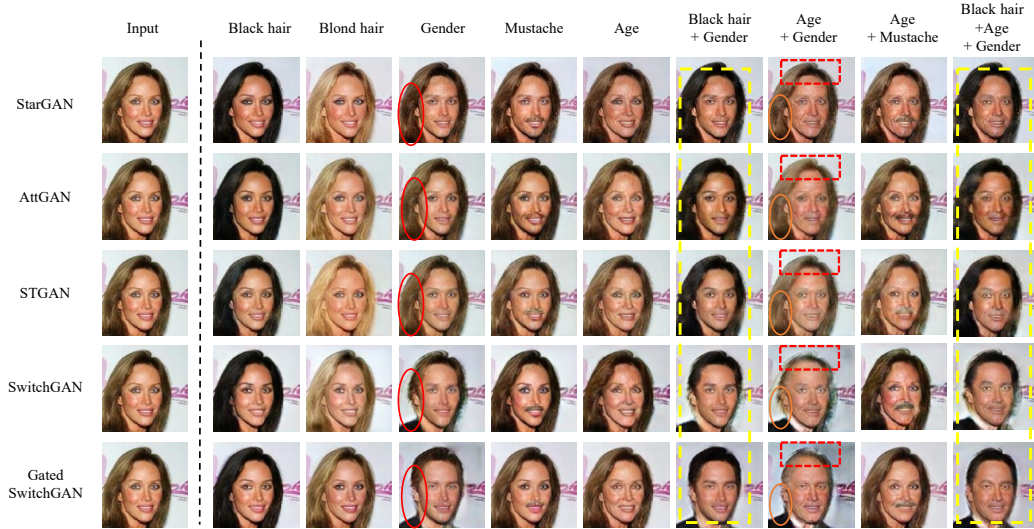 Input
Black hair
Blond hair
Gender
Mustache
Age
Black hair
+ Gender
Age
+ Gender
Age
+ Mustache
Black hair
+Age
+ Gender
StarGAN
AttGAN
STGAN
SwitchGAN
Gated
SwitchGAN